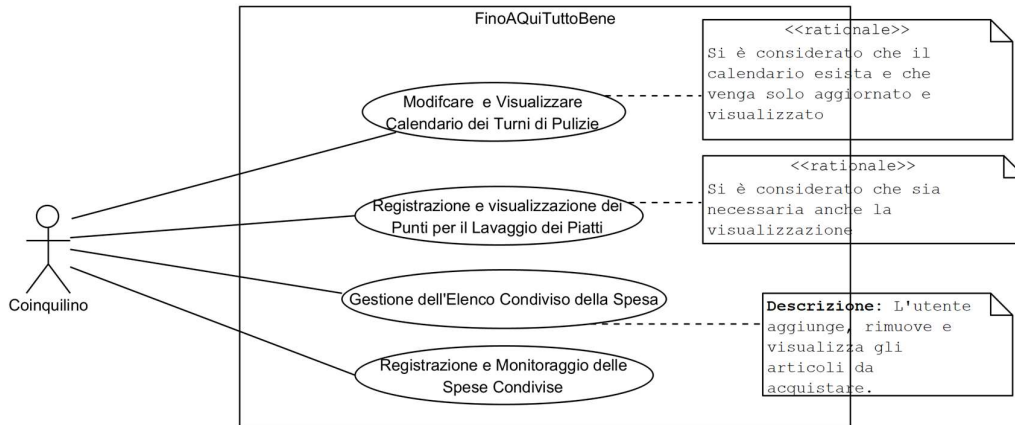 FinoAQuiTuttoBene
<<rationale>>
Si è considerato che il
calendario esista e che
venga solo aggiornato e
visualizzato
Modifcare e Visualizzare
Calendario dei Turni di Pulizie
<<rationale>>
Si è considerato che sia
necessaria anche la
visualizzazione
Registrazione e visualizzazione dei
Punti per il Lavaggio dei Piatti
Coinquilino
Gestione dell'Elenco Condiviso della Spesa
Descrizione: L'utente
aggiunge, rimuove e
visualizza gli
articoli da
acquistare.
Registrazione e Monitoraggio delle
Spese Condivise